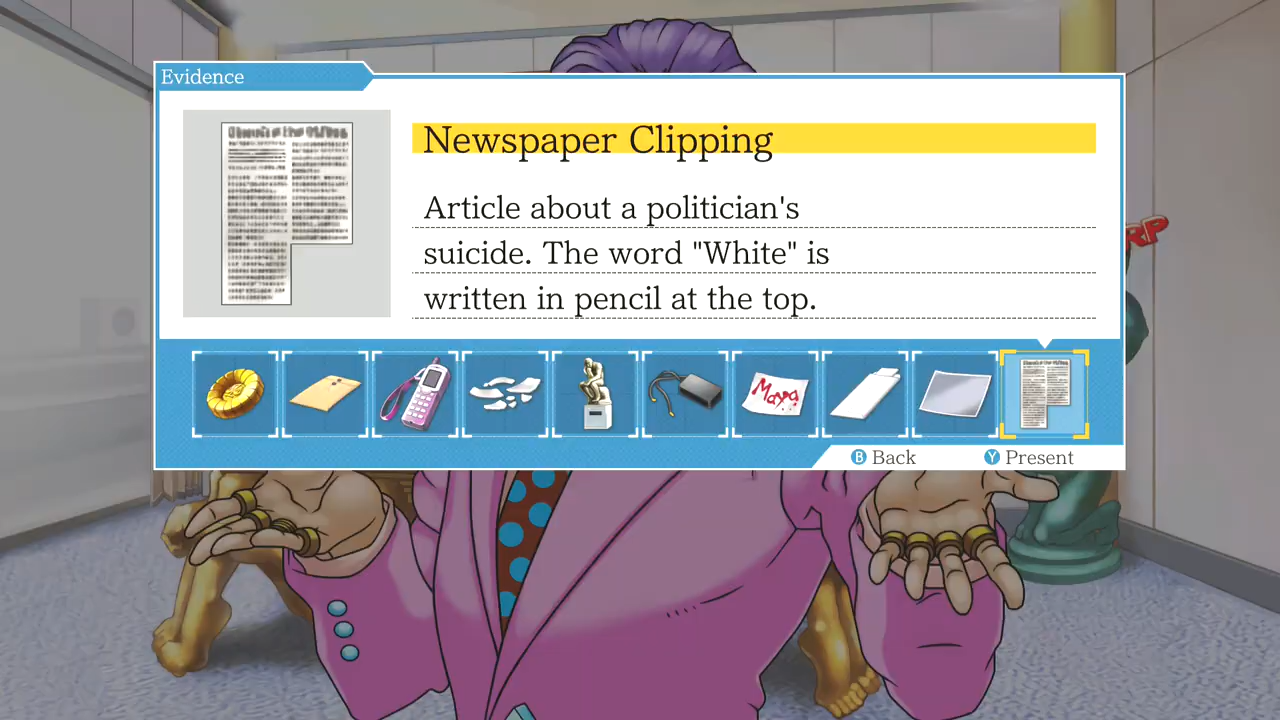 Evidence
Newspaper Clipping
Article about a politician's
suicide. The word "White" is
written in pencil at the top.
Maya
B Back
Y Present